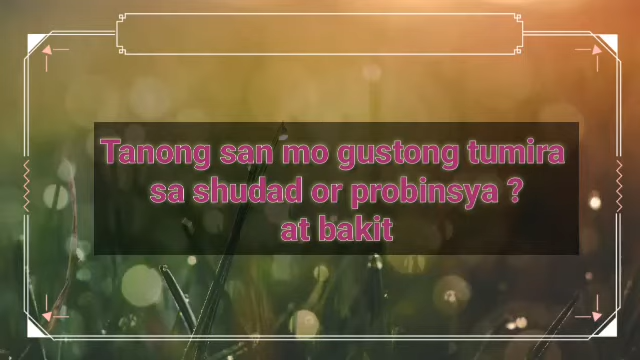 Tanong san mo gustong tumira
sa shudad or probinsya ?
at bakit